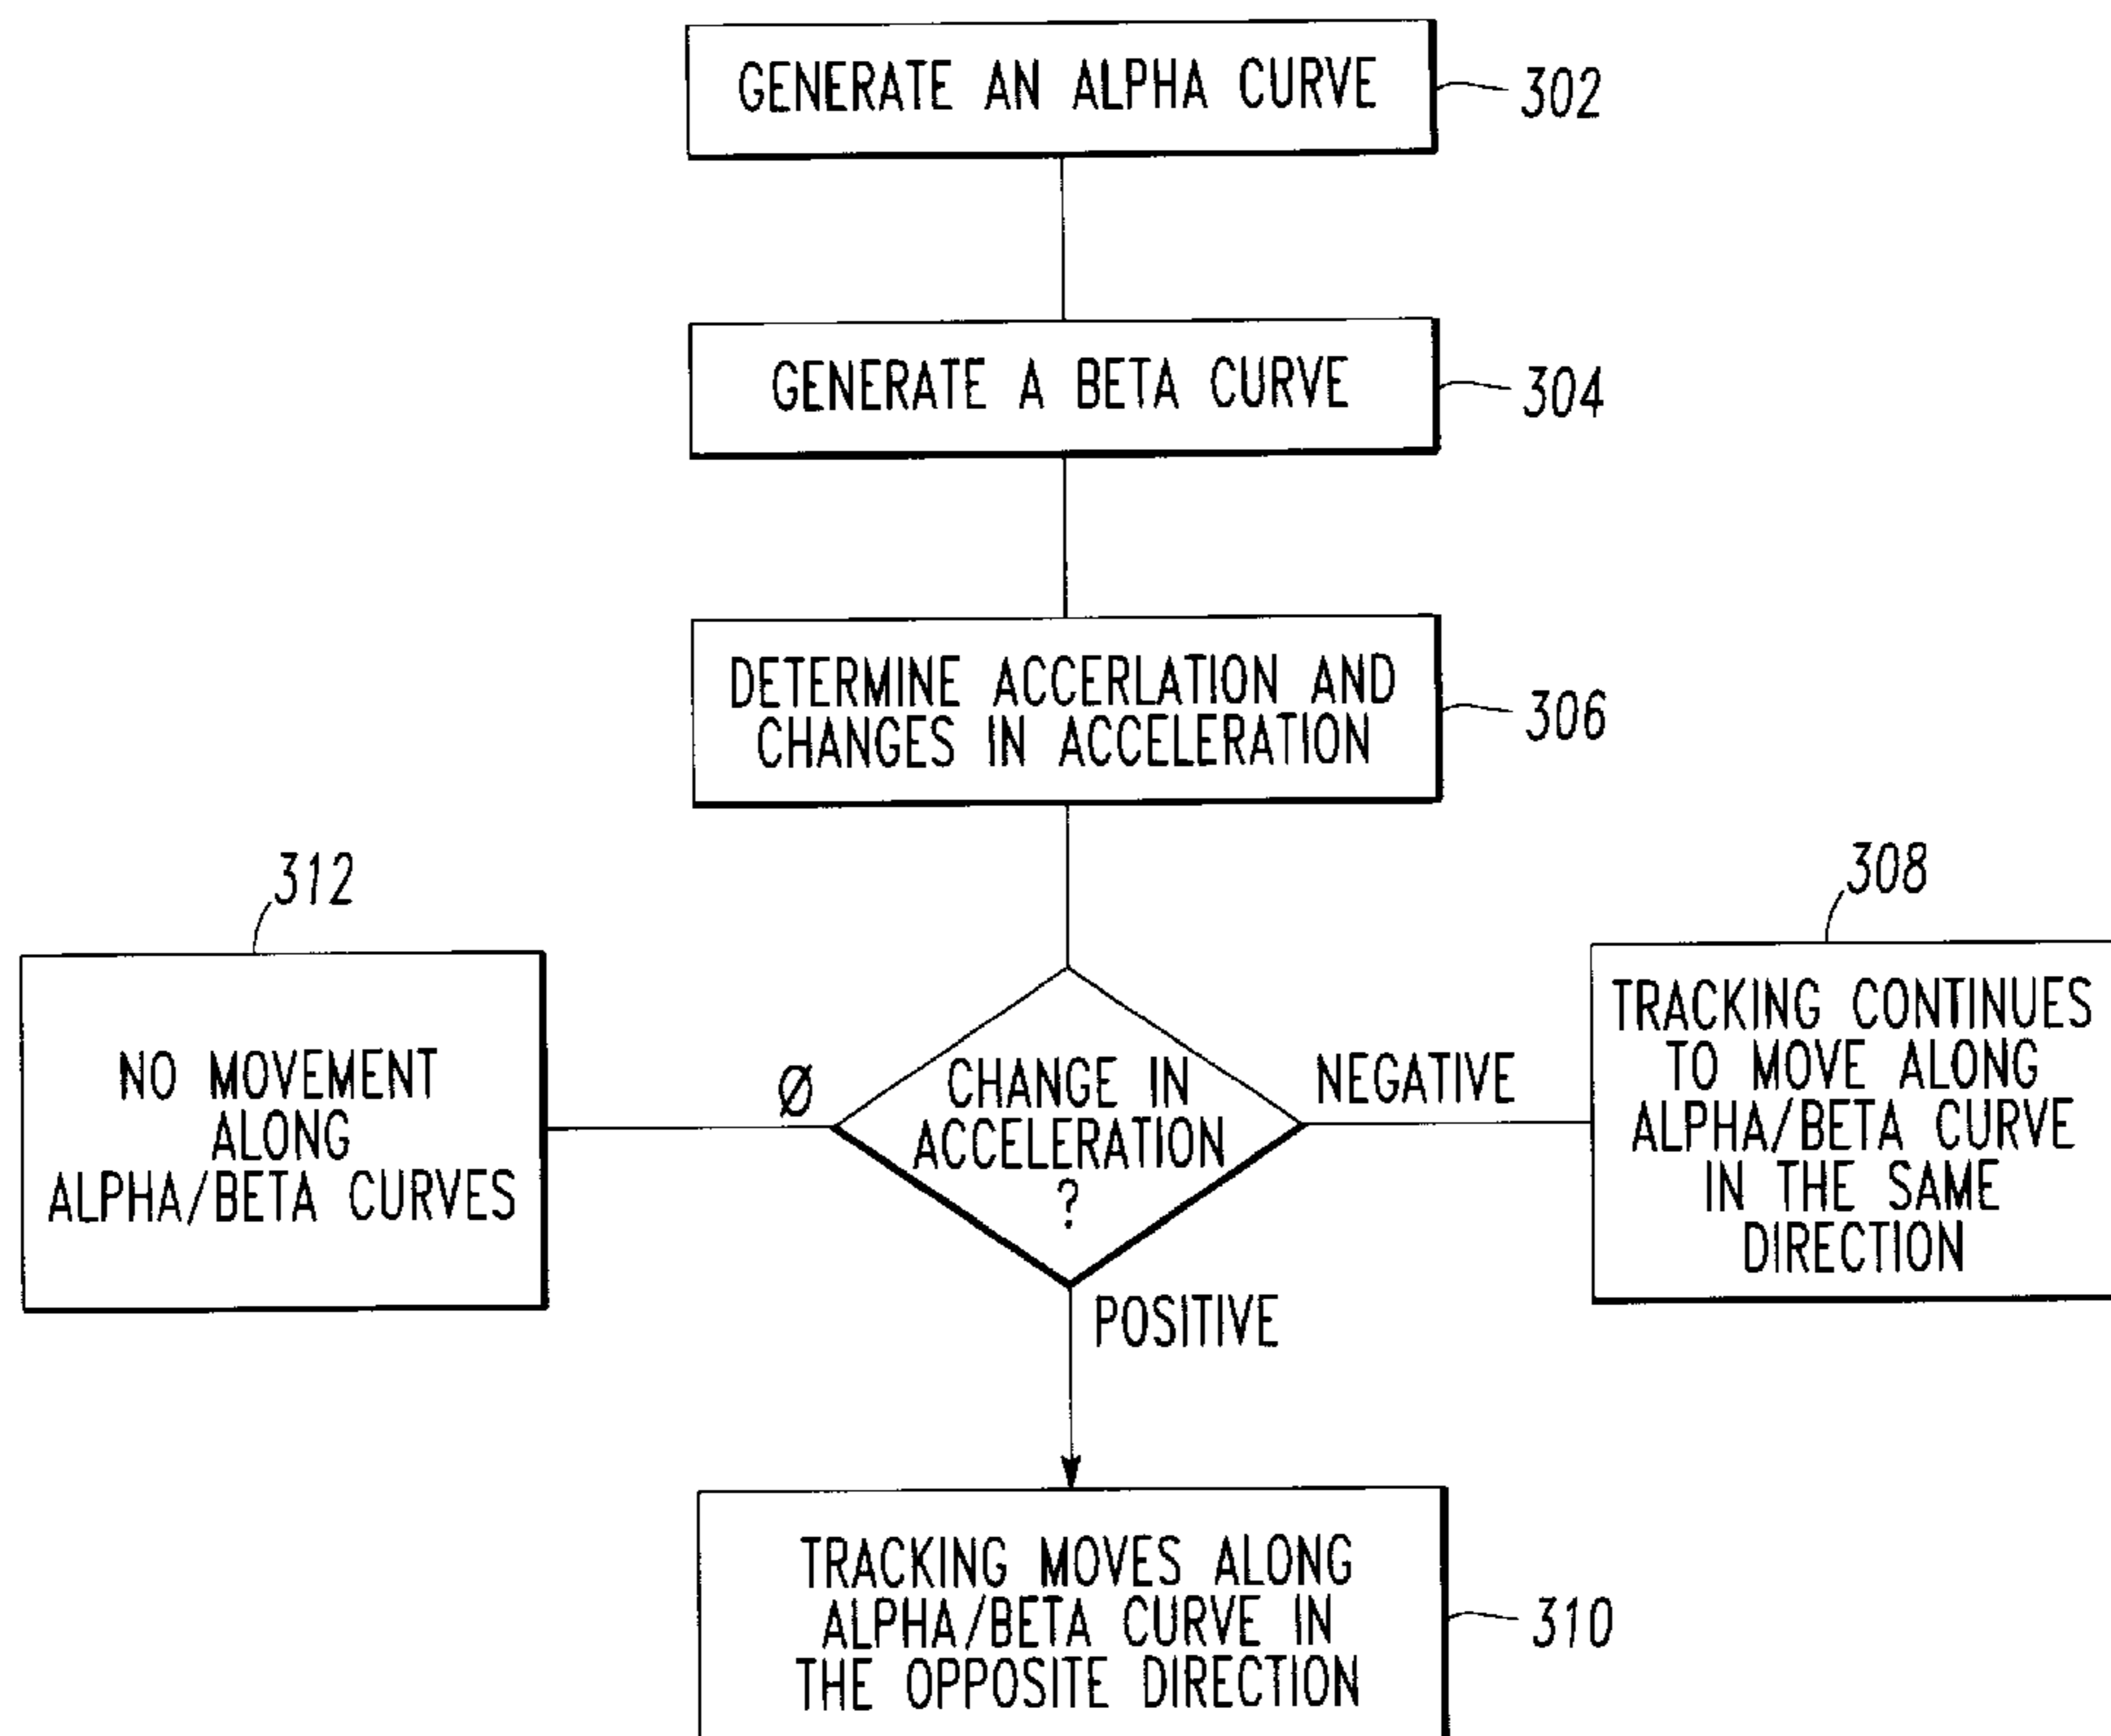 GENERATE AN ALPHA CURVE
302
GENERATE A BETA CURVE
304
DETERMINE ACCERLATION AND
CHANGES IN ACCELERATION
306
312
308
NO MOVEMENT
ALONG
ALPHA/BETA CURVES
Ø
CHANGE IN
ACCELERATION
?
NEGATIVE
TRACKING CONTINUES
TO MOVE ALONG
ALPHA/BETA CURVE
IN THE SAME
DIRECTION
POSITIVE
TRACKING MOVES ALONG
ALPHA/BETA CURVE IN
THE OPPOSITE DIRECTION
310